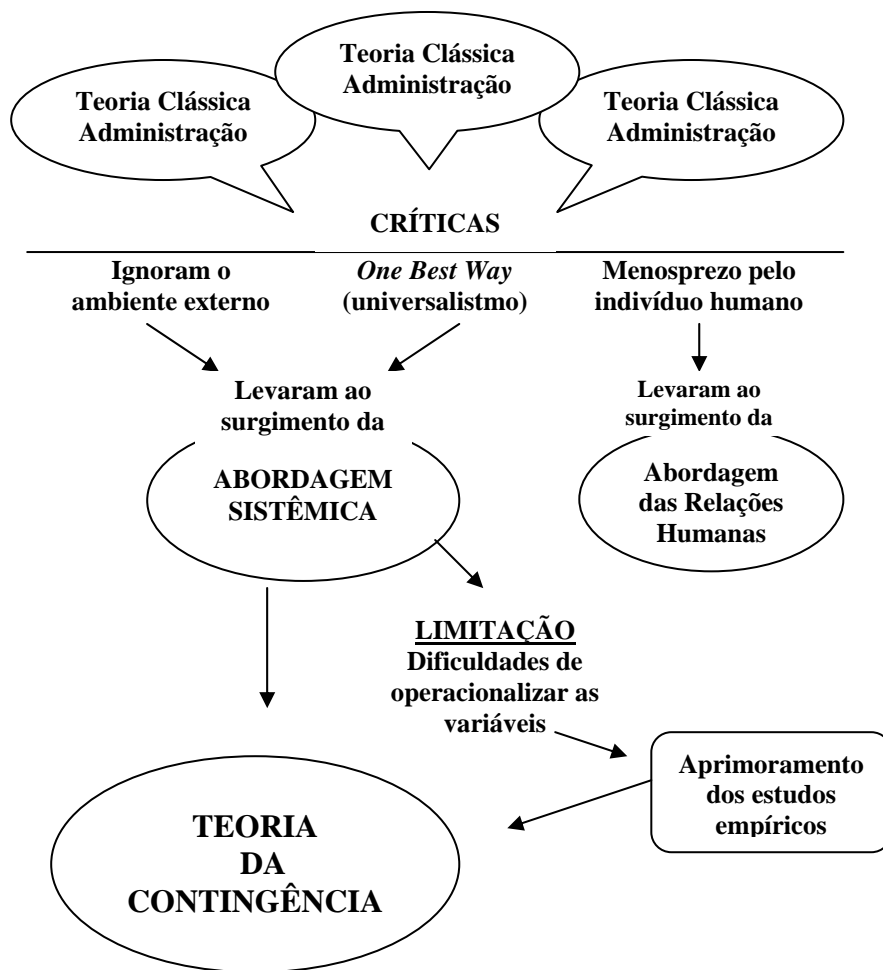 Teoria Clássica
Administração
Teoria Clássica
Administração
Teoria Clássica
Administração
CRÍTICAS
Ignoram o
ambiente externo
One Best Way
(universalistmo)
Menosprezo pelo
indivíduo humano
Levaram ao
surgimento da
Levaram ao
surgimento da
ABORDAGEM
SISTÊMICA
Abordagem
das Relações
Humanas
LIMITAÇÃO
Dificuldades de
operacionalizar as
variáveis
Aprimoramento
dos estudos
empíricos
TEORIA
DA
CONTINGÊNCIA